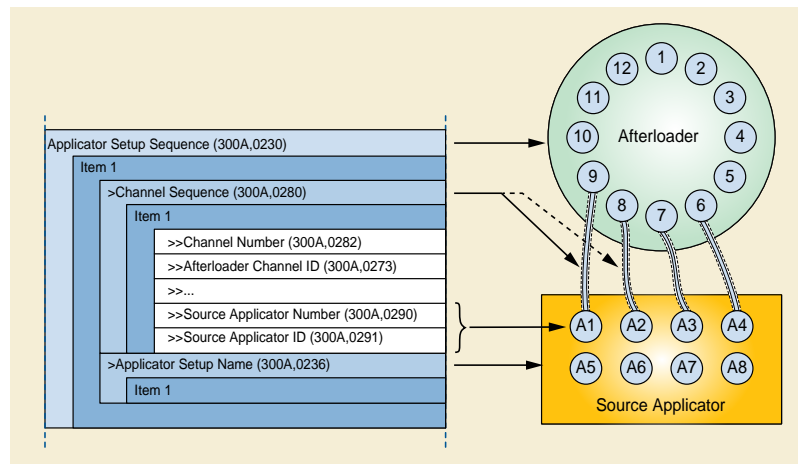 Applicator Setup Sequence (300A,0230)
Item 1
>Channel Sequence (300A,0280)
Item 1
>>Channel Number (300A,0282)
>>Afterloader Channel ID (300A,0273)
>>...
>>Source Applicator Number (300A,0290)
>>Source Applicator ID (300A,0291)
>Applicator Setup Name (300A,0236)
Item 1
1
2
3
4
5
6
7
8
9
10
11
12
Afterloader
A1 A2 A3 A4
A5 A6 A7 A8
Source Applicator